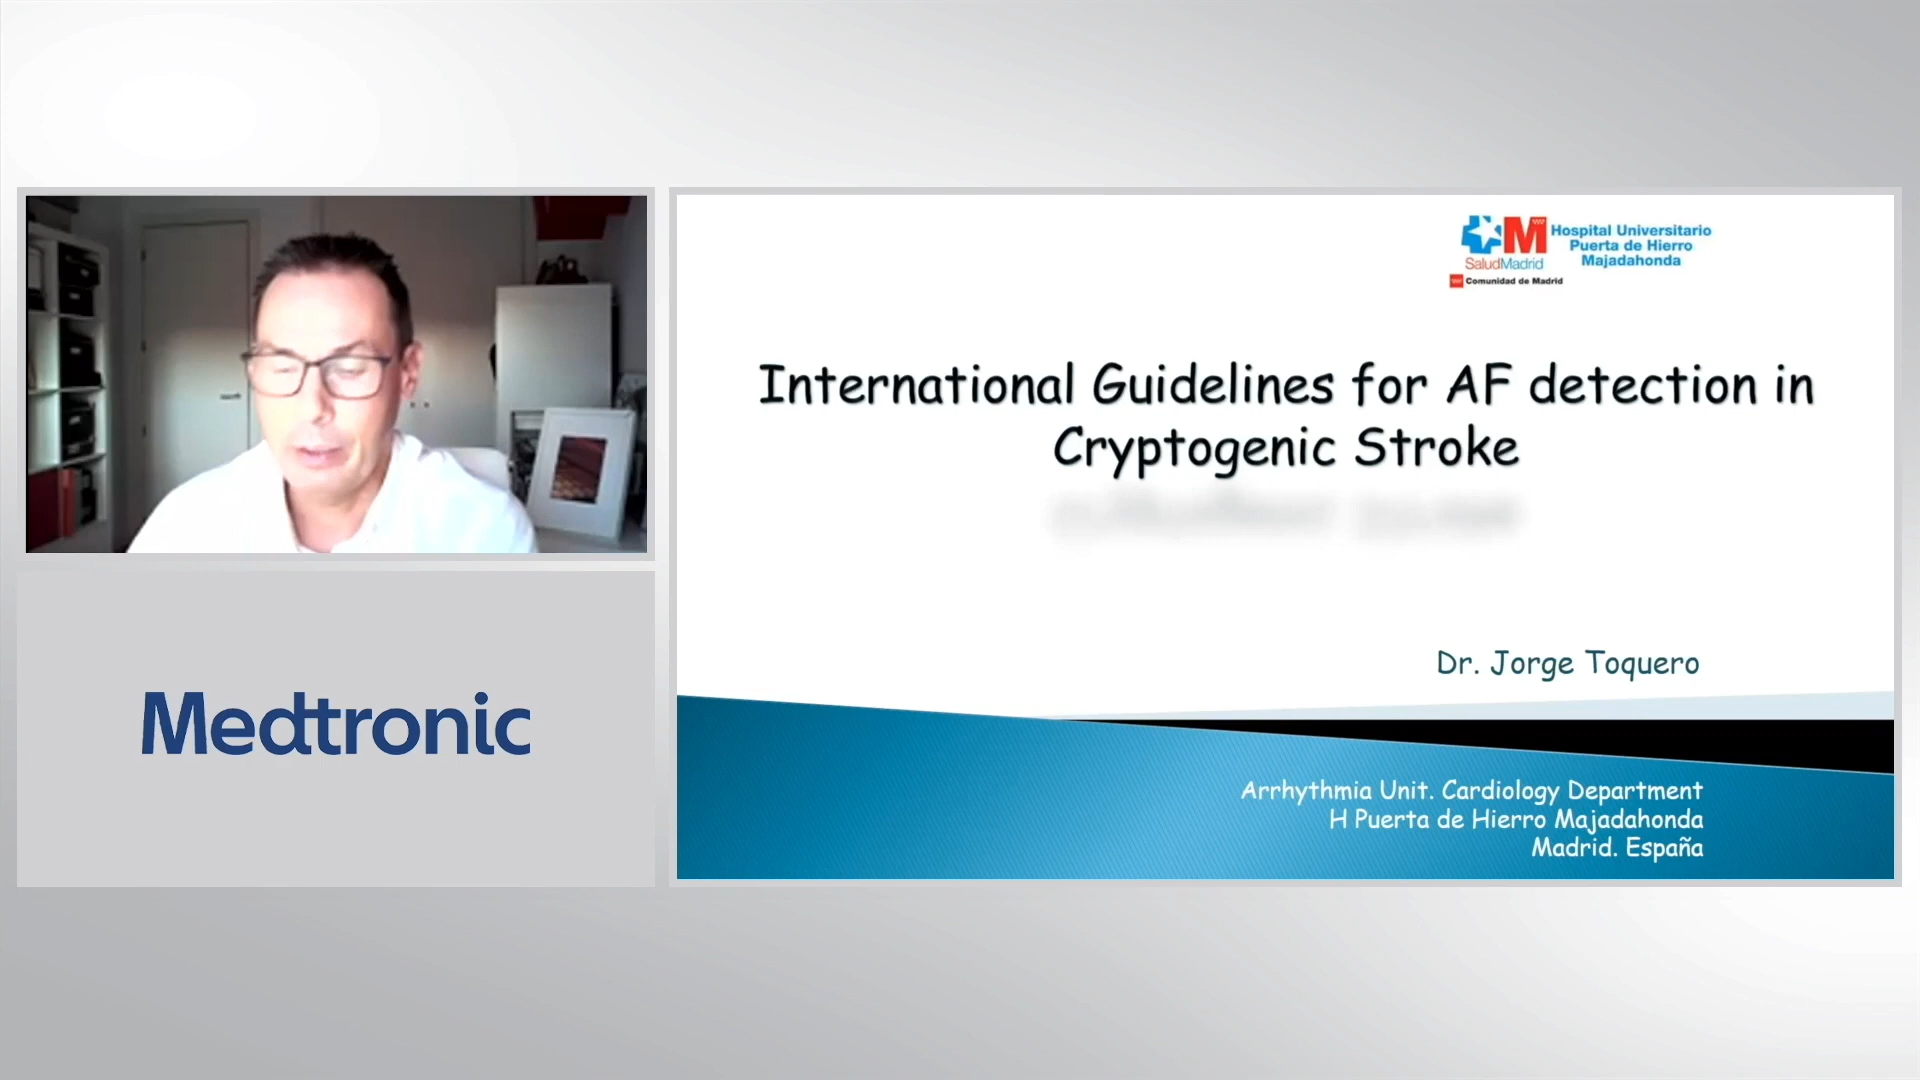 Medtronic
SaludMadrid
Comunidad de Madrid
Hospital Universitario
Puerta de Hierro
Majadahonda
International Guidelines for AF detection in
Cryptogenic Stroke
Dr. Jorge Toquero
Arrhythmia Unit. Cardiology Department
H Puerta de Hierro Majadahonda
Madrid. España